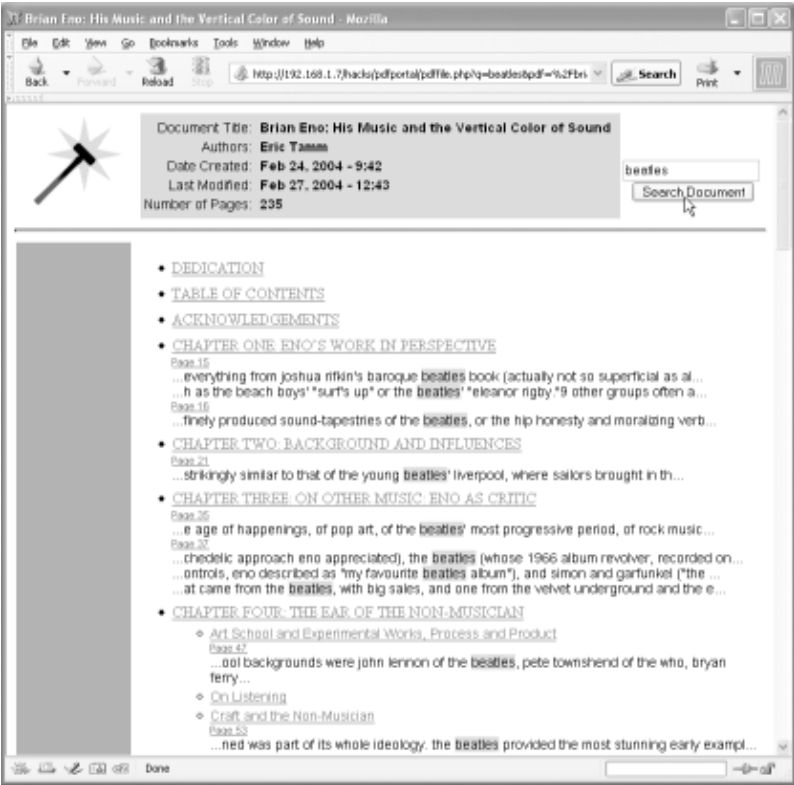 Brian Eno: His Music and the Vertical Color of Sound - Mozilla
File Edit View Go Bookmarks Tools Window Help
Back Forward Reload Stop http://192.168.1.7/hacks/pdfportal/pdffile.php?q=beatles&pdf=%2Fbri Search Print
Document Title: Brian Eno: His Music and the Vertical Color of Sound
Authors: Eric Tamm
Date Created: Feb 24, 2004 - 9:42
Last Modified: Feb 27, 2004 - 12:43
Number of Pages: 235
beatles
Search Document
• DEDICATION
• TABLE OF CONTENTS
• ACKNOWLEDGEMENTS
• CHAPTER ONE: ENO'S WORK IN PERSPECTIVE
Page 15
...everything from joshua rifkin's baroque beatles book (actually not so superficial as al...
...h as the beach boys' "surf's up" or the beatles' "eleanor rigby."9 other groups often a...
Page 16
...finely produced sound-tapestries of the beatles, or the hip honesty and moralizing verb...
• CHAPTER TWO: BACKGROUND AND INFLUENCES
Page 21
...strikingly similar to that of the young beatles' liverpool, where sailors brought in th...
• CHAPTER THREE: ON OTHER MUSIC: ENO AS CRITIC
Page 35
...e age of happenings, of pop art, of the beatles' most progressive period, of rock music...
Page 37
...chedelic approach eno appreciated), the beatles (whose 1966 album revolver, recorded on...
...ontrols, eno described as "my favourite beatles album"), and simon and garfunkel ("the ...
...at came from the beatles, with big sales, and one from the velvet underground and the e...
• CHAPTER FOUR: THE EAR OF THE NON-MUSICIAN
Art School and Experimental Works, Process and Product
Page 47
...ool backgrounds were john lennon of the beatles, pete townshend of the who, bryan
ferry...
On Listening
Craft and the Non-Musician
Page 53
...ned was part of its whole ideology. the beatles provided the most stunning early exampl...
Done